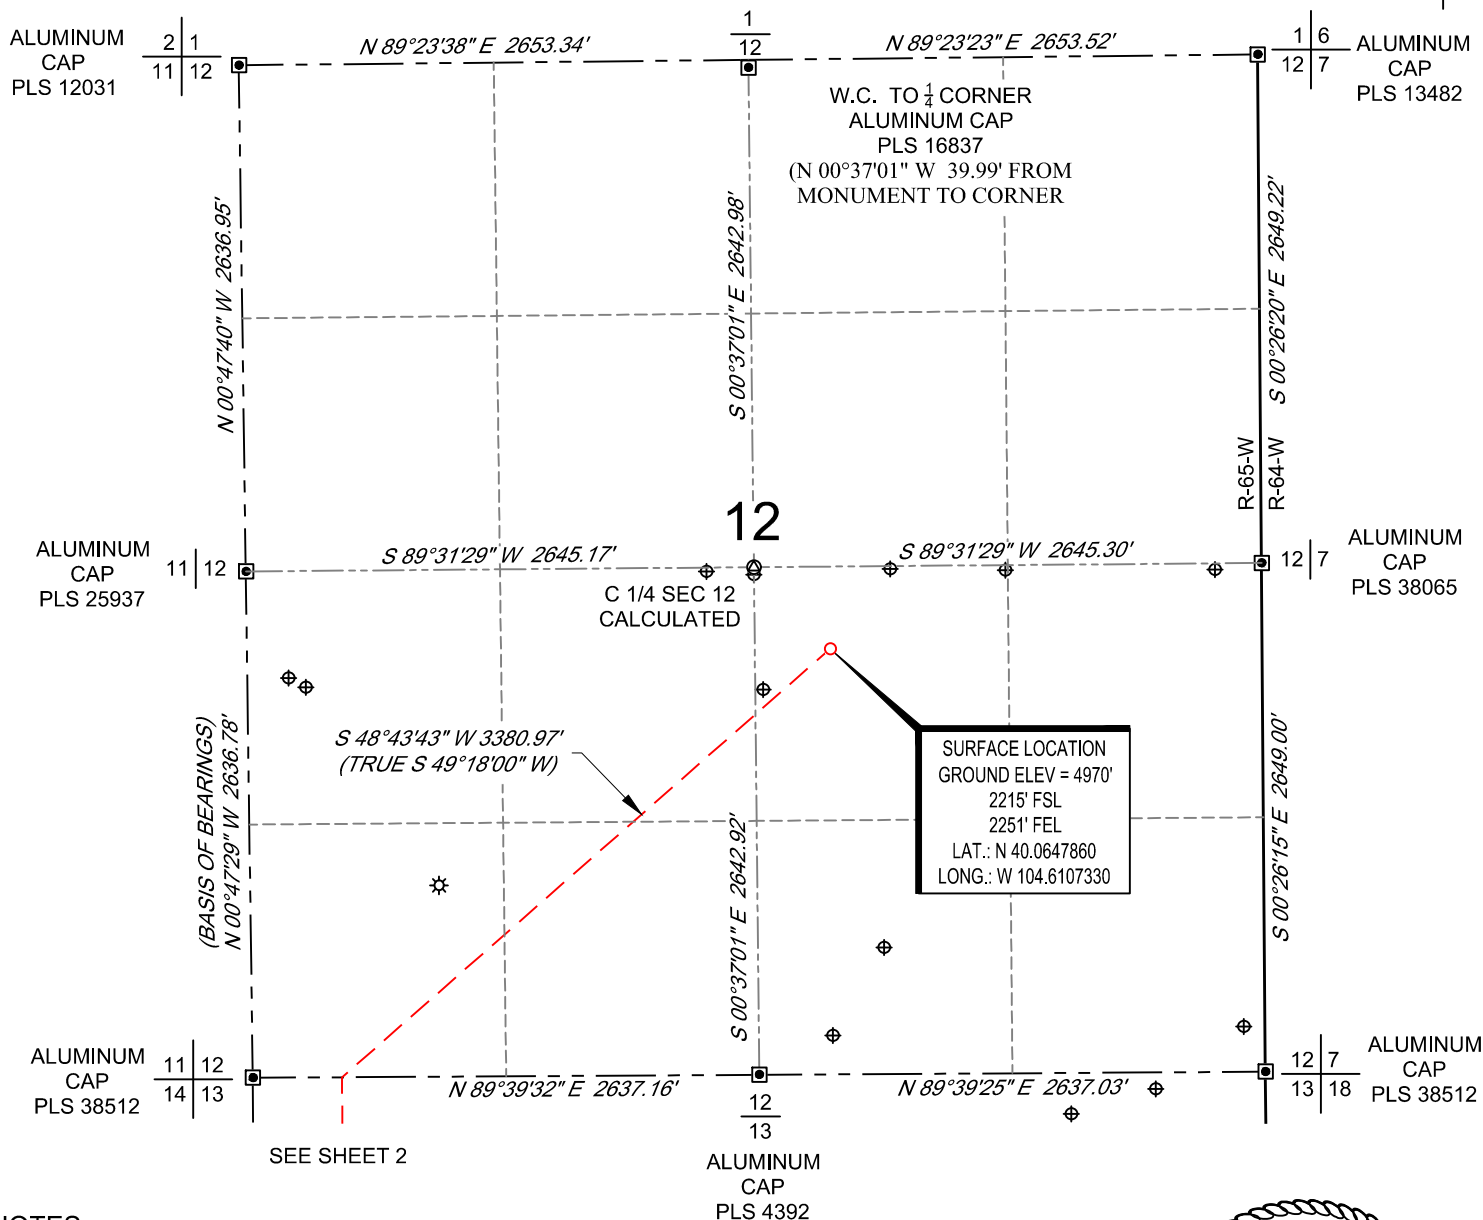 ALUMINUM
CAP
PLS 12031
2 | 1
11 | 12
N 89°23'38" E 2653.34'
1
12
N 89°23'23" E 2653.52'
1 | 6
12 | 7
ALUMINUM
CAP
PLS 13482
W.C. TO 1/4 CORNER
ALUMINUM CAP
PLS 16837
(N 00°37'01" W 39.99' FROM
MONUMENT TO CORNER
N 00°47'40" W 2636.95'
S 00°37'01" E 2642.98'
S 00°26'20" E 2649.22'
R-65-W
R-64-W
12
ALUMINUM
CAP
PLS 25937
11 | 12
S 89°31'29" W 2645.17'
S 89°31'29" W 2645.30'
12 | 7
ALUMINUM
CAP
PLS 38065
C 1/4 SEC 12
CALCULATED
S 48°43'43" W 3380.97'
(TRUE S 49°18'00" W)
SURFACE LOCATION
GROUND ELEV = 4970'
2215' FSL
2251' FEL
LAT.: N 40.0647860
LONG.: W 104.6107330
(BASIS OF BEARINGS)
N 00°47'29" W 2636.78'
S 00°37'01" E 2642.92'
S 00°26'15" E 2649.00'
ALUMINUM
CAP
PLS 38512
11 | 12
14 | 13
N 89°39'32" E 2637.16'
12
13
N 89°39'25" E 2637.03'
12 | 7
13 | 18
ALUMINUM
CAP
PLS 38512
SEE SHEET 2
ALUMINUM
CAP
PLS 4392